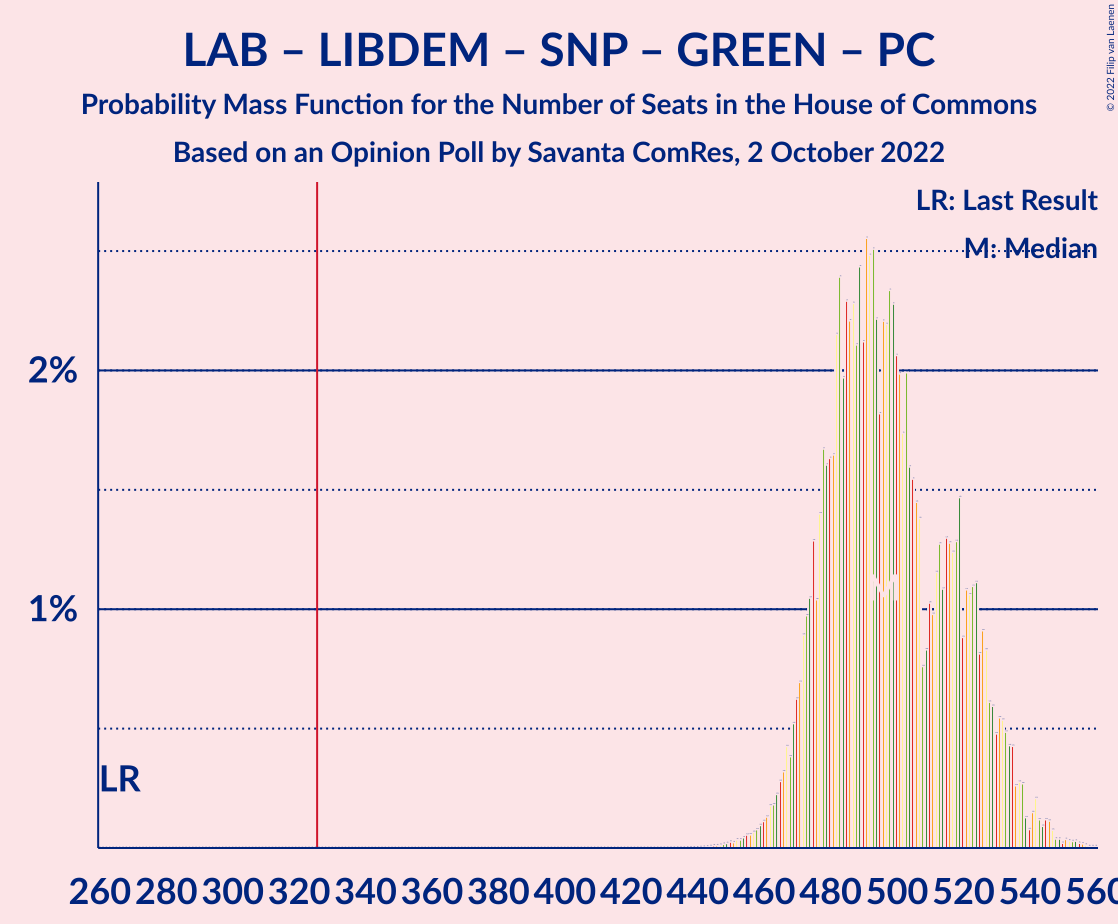 LAB – LIBDEM – SNP – GREEN – PC
Probability Mass Function for the Number of Seats in the House of Commons
Based on an Opinion Poll by Savanta ComRes, 2 October 2022
© 2022 Filip van Laenen
LR: Last Result
M: Median
2%
1%
LR
260 280 300 320 340 360 380 400 420 440 460 480 500 520 540 560